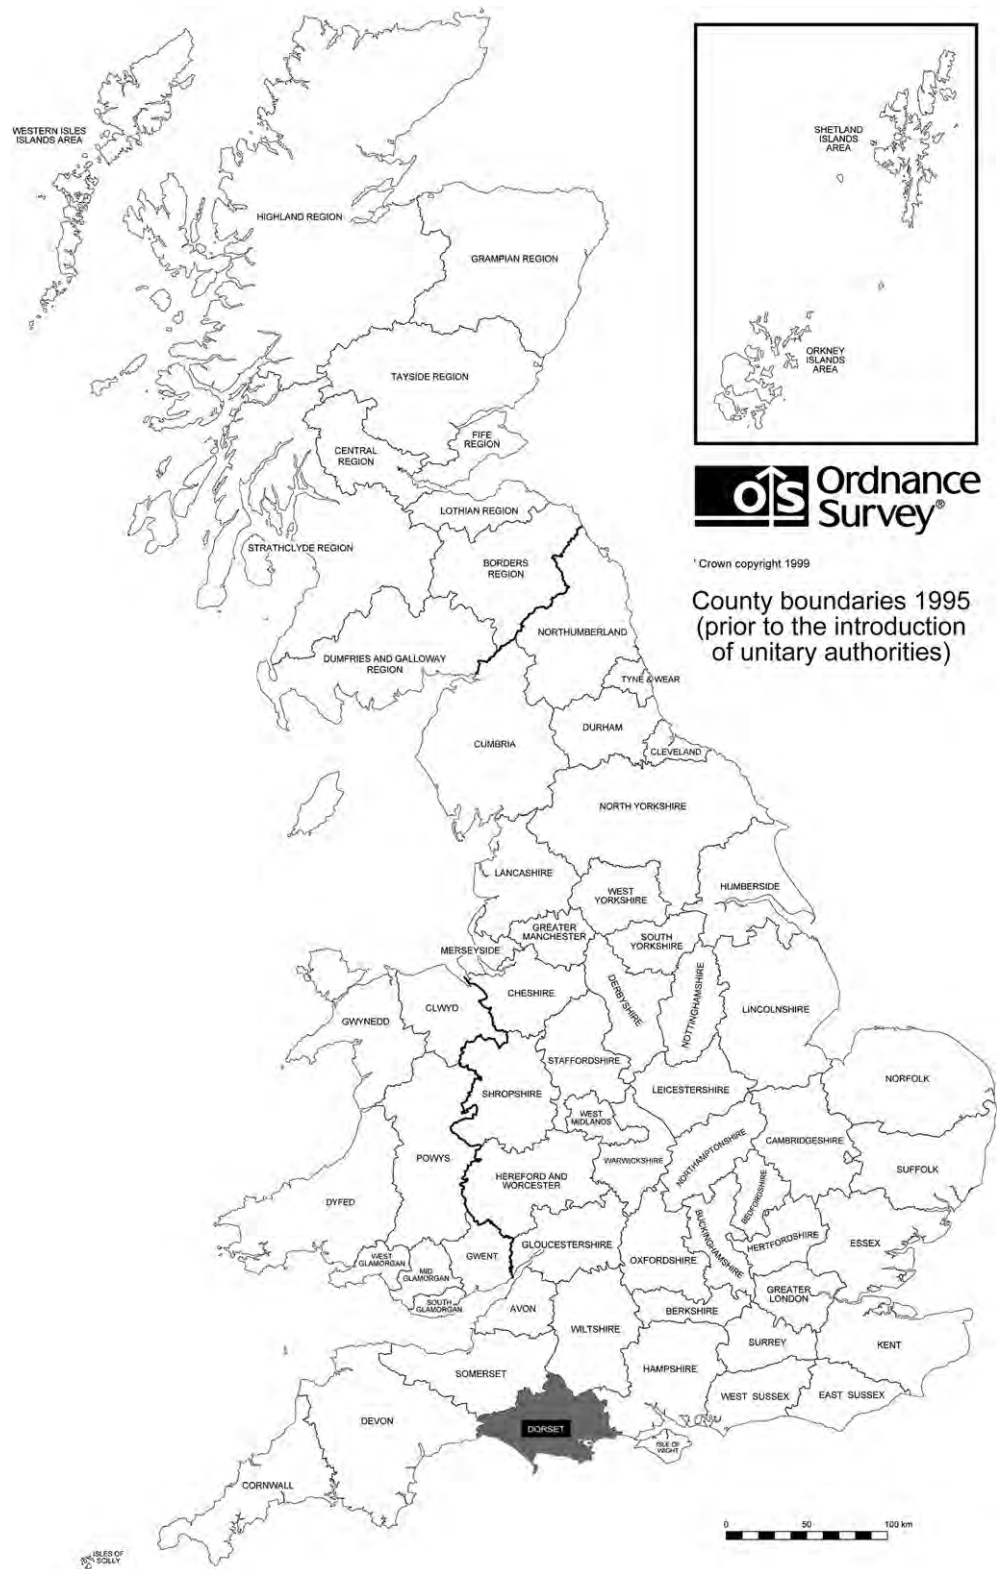 WESTERN ISLES
ISLANDS AREA
SHETLAND
ISLANDS
AREA
HIGHLAND REGION
GRAMPIAN REGION
ORKNEY
ISLANDS
AREA
TAYSIDE REGION
FIFE
REGION
CENTRAL
REGION
Ordnance
Survey®
LOTHIAN REGION
STRATHCLYDE REGION
BORDERS
REGION
' Crown copyright 1999
County boundaries 1995
(prior to the introduction
of unitary authorities)
NORTHUMBERLAND
DUMFRIES AND GALLOWAY
REGION
TYNE & WEAR
DURHAM
CUMBRIA
CLEVELAND
NORTH YORKSHIRE
LANCASHIRE
WEST
YORKSHIRE
HUMBERSIDE
GREATER
MANCHESTER
SOUTH
YORKSHIRE
MERSEYSIDE
CHESHIRE
DERBYSHIRE
NOTTINGHAMSHIRE
LINCOLNSHIRE
CLWYD
GWYNEDD
STAFFORDSHIRE
SHROPSHIRE
LEICESTERSHIRE
NORFOLK
WEST
MIDLANDS
POWYS
HEREFORD AND
WORCESTER
WARWICKSHIRE
NORTHAMPTONSHIRE
CAMBRIDGESHIRE
SUFFOLK
DYFED
BEDFORDSHIRE
BUCKINGHAMSHIRE
HERTFORDSHIRE
ESSEX
WEST
GLAMORGAN
MID
GLAMORGAN
GWENT
GLOUCESTERSHIRE
OXFORDSHIRE
SOUTH
GLAMORGAN
AVON
WILTSHIRE
BERKSHIRE
GREATER
LONDON
SURREY
KENT
SOMERSET
HAMPSHIRE
WEST SUSSEX
EAST SUSSEX
DEVON
DORSET
ISLE OF
WIGHT
CORNWALL
0 50 100 km
ISLES OF
SCILLY